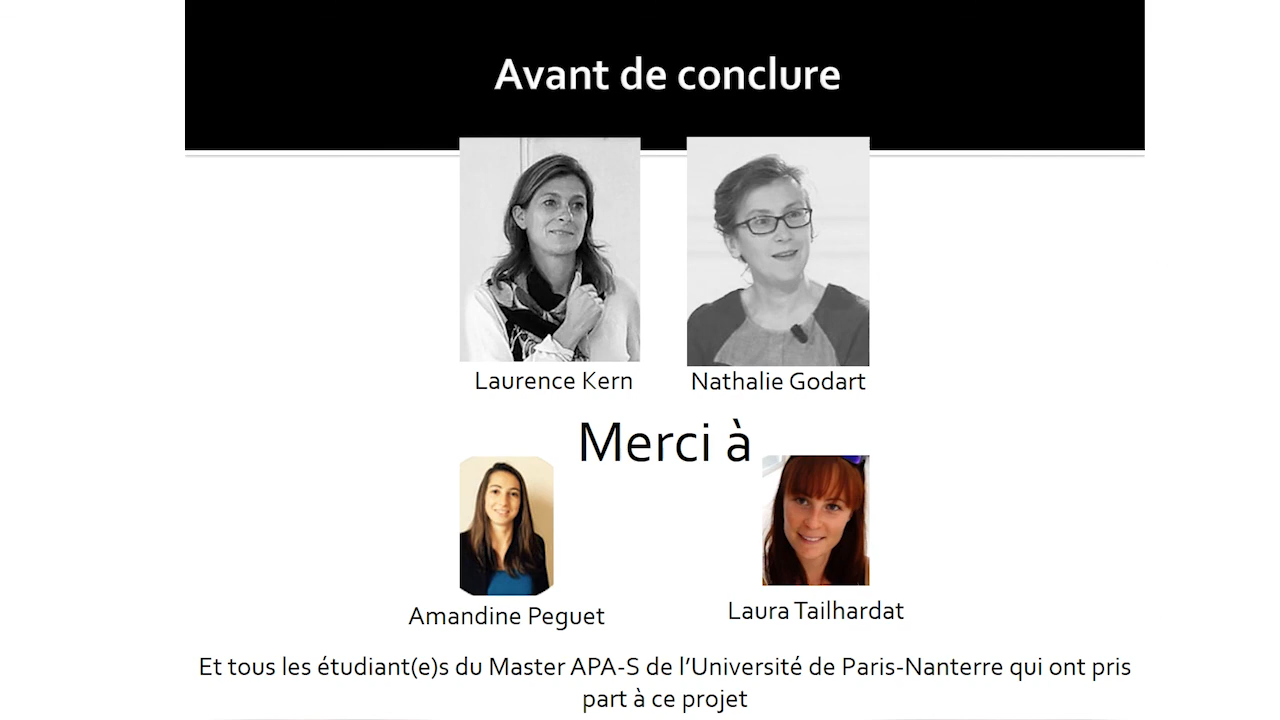 Avant de conclure
Laurence Kern
Nathalie Godart
Merci à
Amandine Peguet
Laura Tailhardat
Et tous les étudiant(e)s du Master APA-S de l’Université de Paris-Nanterre qui ont pris
part à ce projet